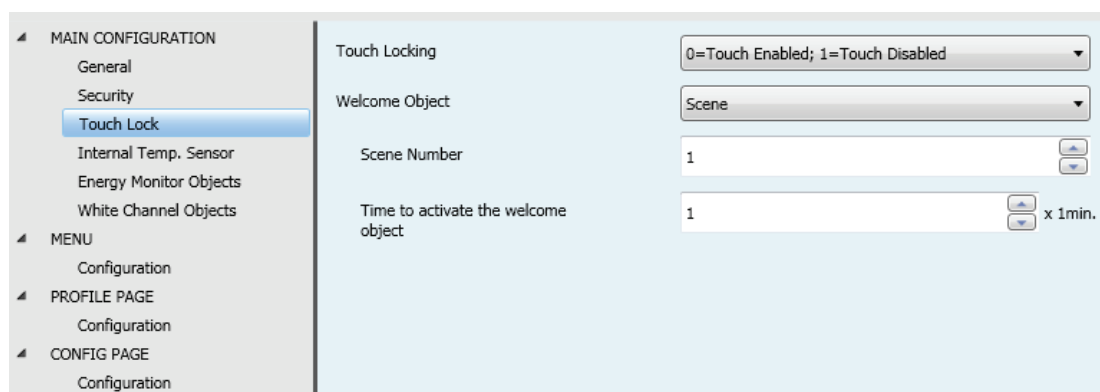 MAIN CONFIGURATION
General
Security
Touch Lock
Internal Temp. Sensor
Energy Monitor Objects
White Channel Objects
MENU
Configuration
PROFILE PAGE
Configuration
CONFIG PAGE
Configuration
Touch Locking
0=Touch Enabled; 1=Touch Disabled
Welcome Object
Scene
Scene Number
1
Time to activate the welcome
object
1
x 1min.